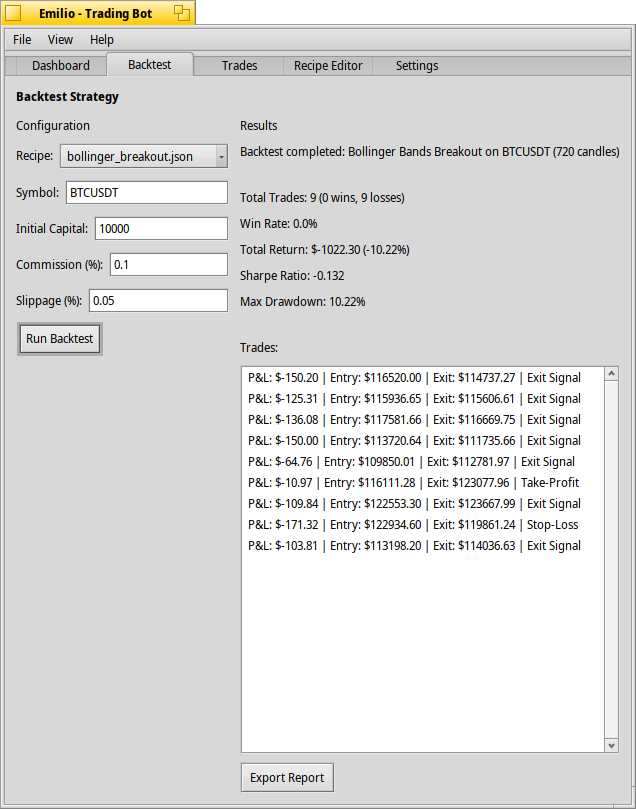 Emilio - Trading Bot
File View Help
Dashboard Backtest Trades Recipe Editor Settings
Backtest Strategy
Configuration
Recipe: bollinger_breakout.json
Symbol: BTCUSDT
Initial Capital: 10000
Commission (%): 0.1
Slippage (%): 0.05
Run Backtest
Results
Backtest completed: Bollinger Bands Breakout on BTCUSDT (720 candles)
Total Trades: 9 (0 wins, 9 losses)
Win Rate: 0.0%
Total Return: $-1022.30 (-10.22%)
Sharpe Ratio: -0.132
Max Drawdown: 10.22%
Trades:
P&L: $-150.20 | Entry: $116520.00 | Exit: $114737.27 | Exit Signal
P&L: $-125.31 | Entry: $115936.65 | Exit: $115606.61 | Exit Signal
P&L: $-136.08 | Entry: $117581.66 | Exit: $116669.75 | Exit Signal
P&L: $-150.00 | Entry: $113720.64 | Exit: $111735.66 | Exit Signal
P&L: $-64.76 | Entry: $109850.01 | Exit: $112781.97 | Exit Signal
P&L: $-10.97 | Entry: $116111.28 | Exit: $123077.96 | Take-Profit
P&L: $-109.84 | Entry: $122553.30 | Exit: $123667.99 | Exit Signal
P&L: $-171.32 | Entry: $122934.60 | Exit: $119861.24 | Stop-Loss
P&L: $-103.81 | Entry: $113198.20 | Exit: $114036.63 | Exit Signal
Export Report